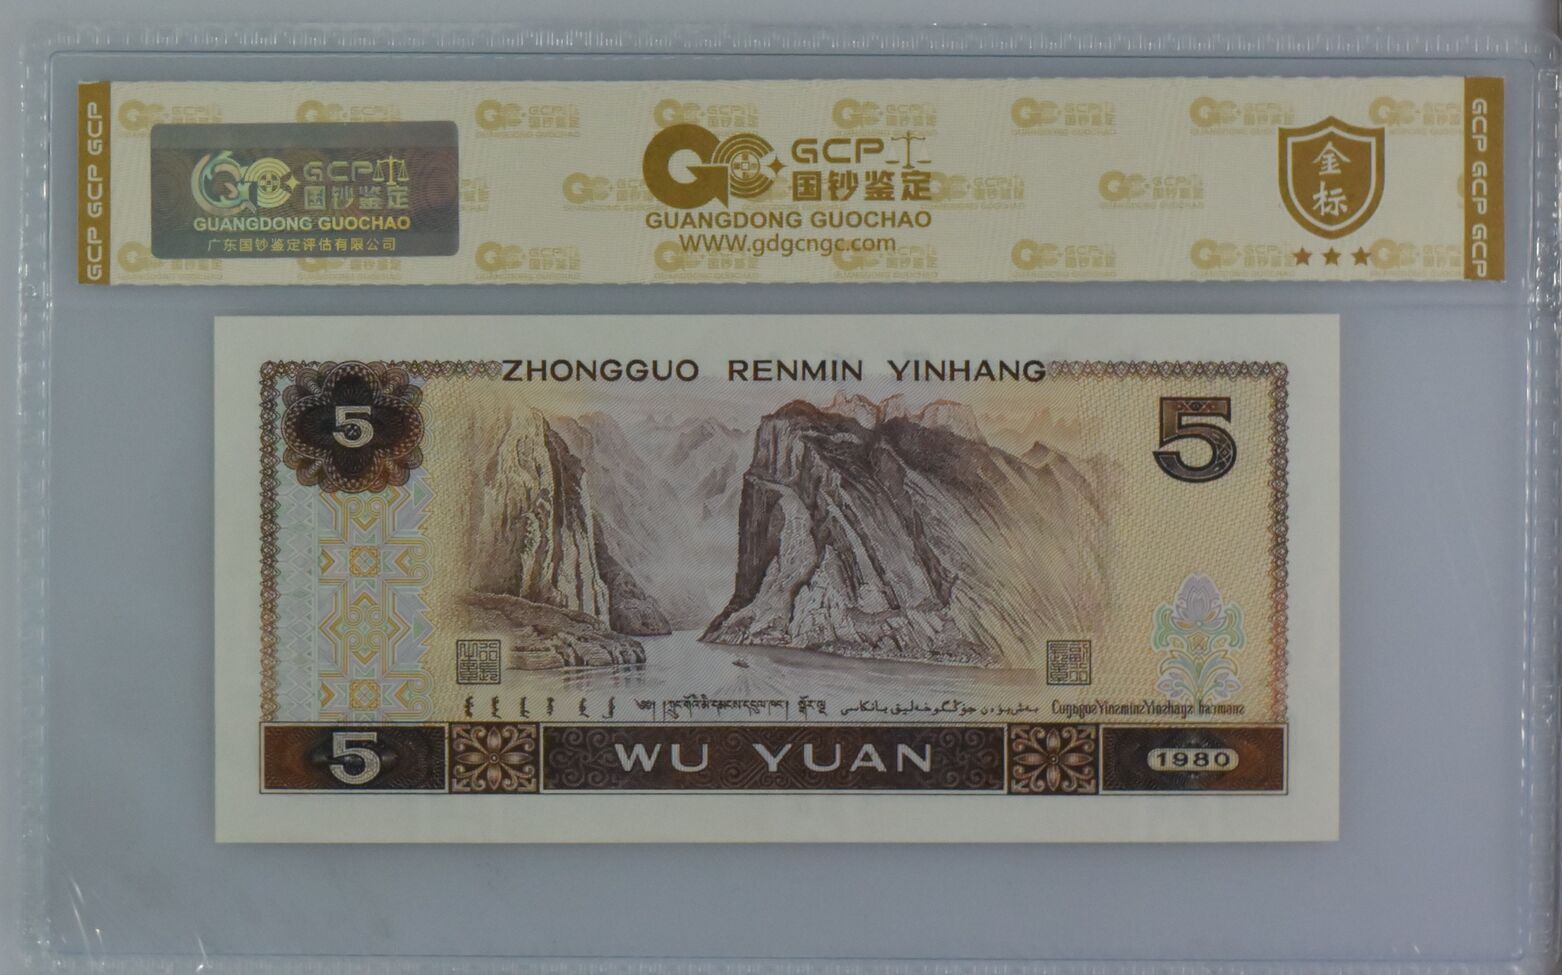 GCP GCP GCP
GCP
国钞鉴定
GUANGDONG GUOCHAO
广东国钞鉴定评估有限公司
GCP
国钞鉴定
GUANGDONG GUOCHAO
WWW.gdgcngc.com
金标
GCP GCP GCP
ZHONGGUO RENMIN YINHANG
5
5
5
WU YUAN
1980